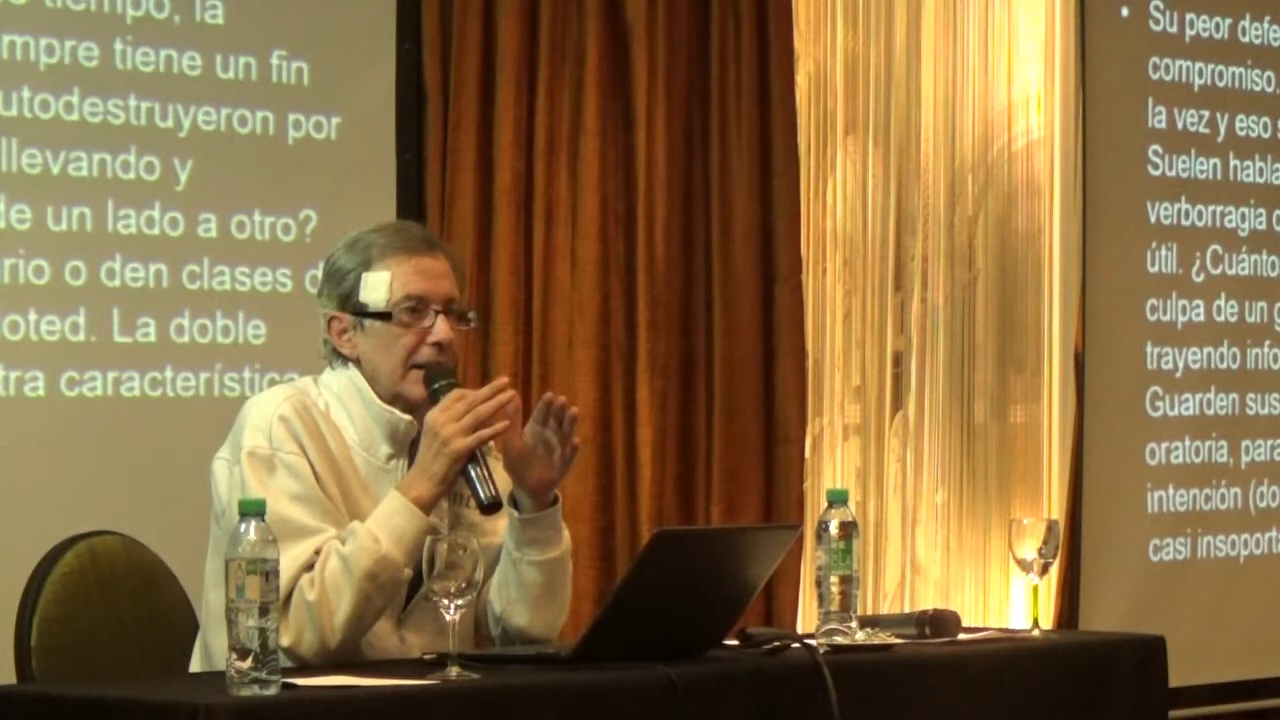 tiempo, la
mpre tiene un fin
utodestruyeron por
llevando y
de un lado a otro?
ario o den clases d
oted. La doble
tra característica
• Su peor defe
compromiso.
la vez y eso
Suelen habla
verborragia
útil. ¿Cuánto
culpa de un g
trayendo info
Guarden sus
oratoria, para
intención (do
casi insoporta